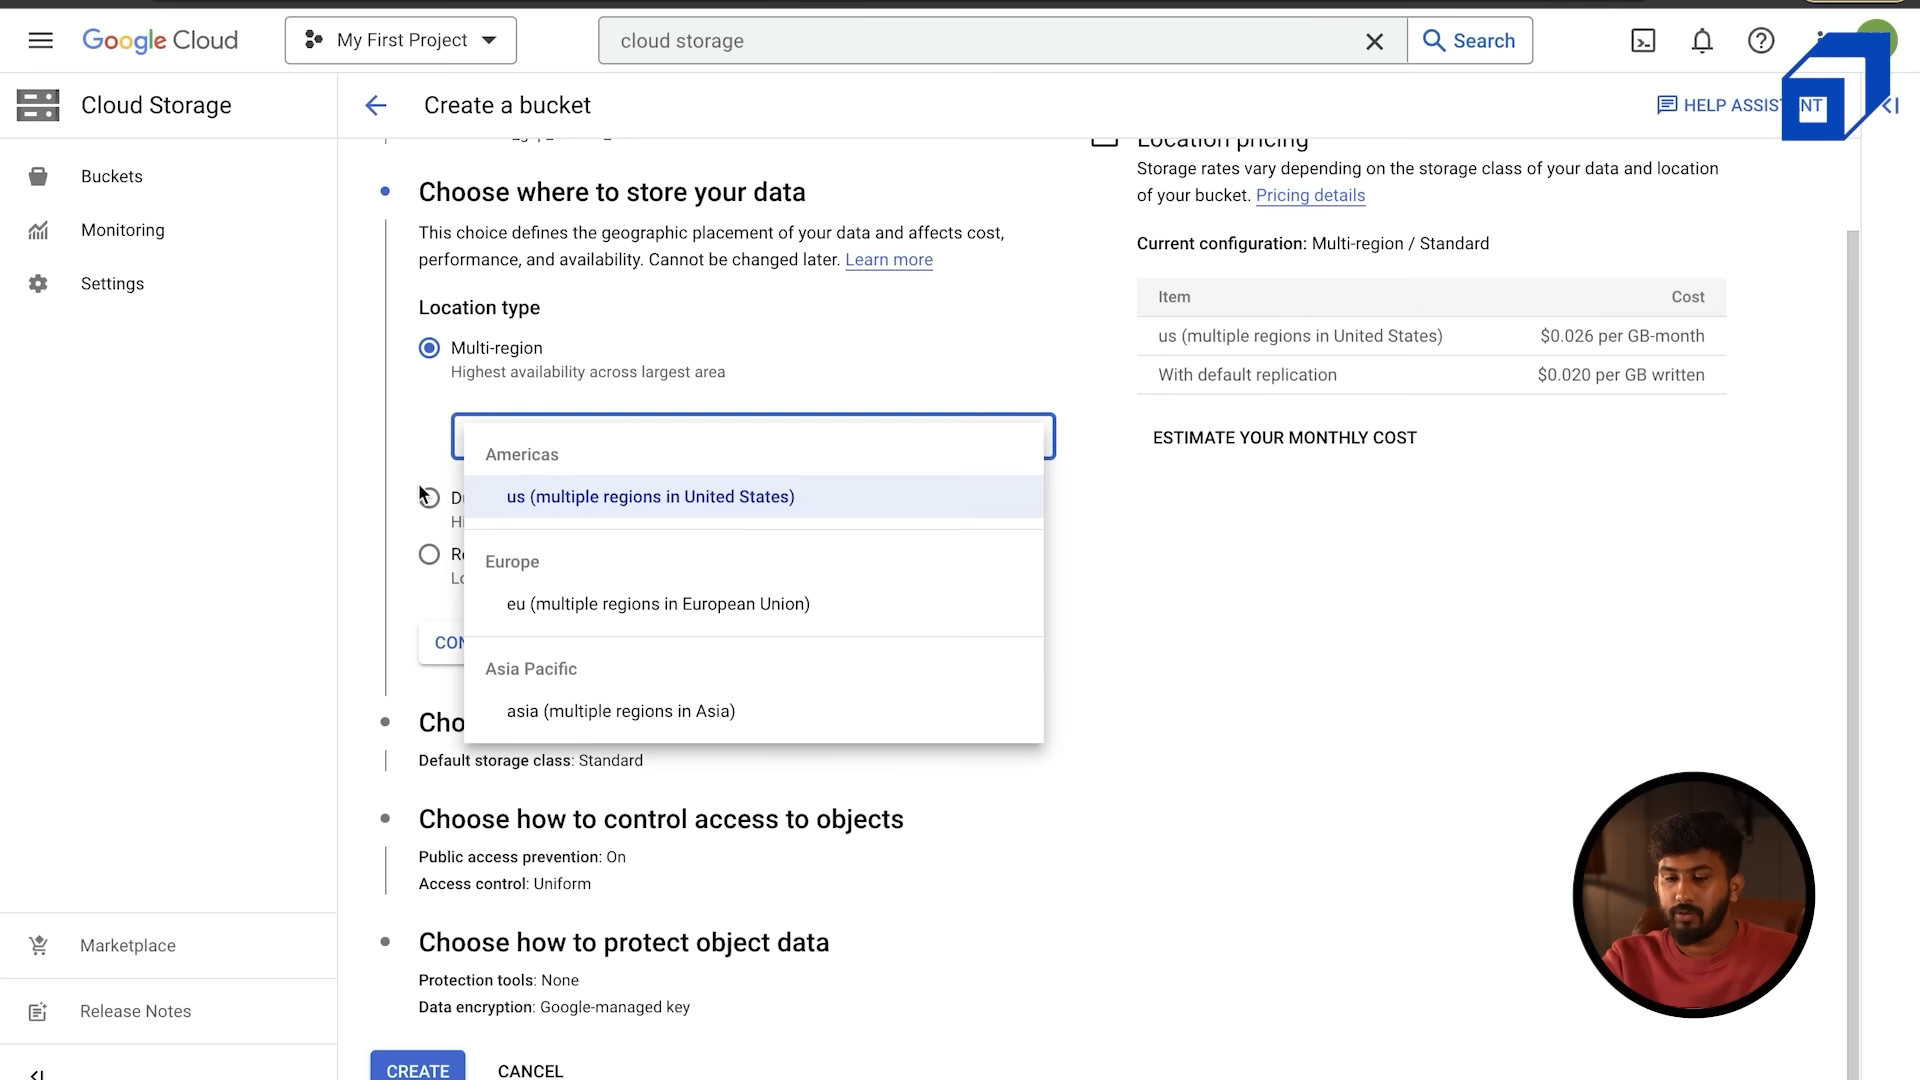 Google Cloud
My First Project
cloud storage
Search
Cloud Storage
Create a bucket
HELP ASSIS NT
Buckets
Monitoring
Settings
Marketplace
Release Notes
Choose where to store your data
This choice defines the geographic placement of your data and affects cost,
performance, and availability. Cannot be changed later. Learn more
Location type
Multi-region
Highest availability across largest area
Americas
us (multiple regions in United States)
Europe
eu (multiple regions in European Union)
Asia Pacific
asia (multiple regions in Asia)
D
Hi
Re
Lo
CON
Cho
Default storage class: Standard
Choose how to control access to objects
Public access prevention: On
Access control: Uniform
Choose how to protect object data
Protection tools: None
Data encryption: Google-managed key
CREATE
CANCEL
Location pricing
Storage rates vary depending on the storage class of your data and location
of your bucket. Pricing details
Current configuration: Multi-region / Standard
Item Cost
us (multiple regions in United States) $0.026 per GB-month
With default replication $0.020 per GB written
ESTIMATE YOUR MONTHLY COST